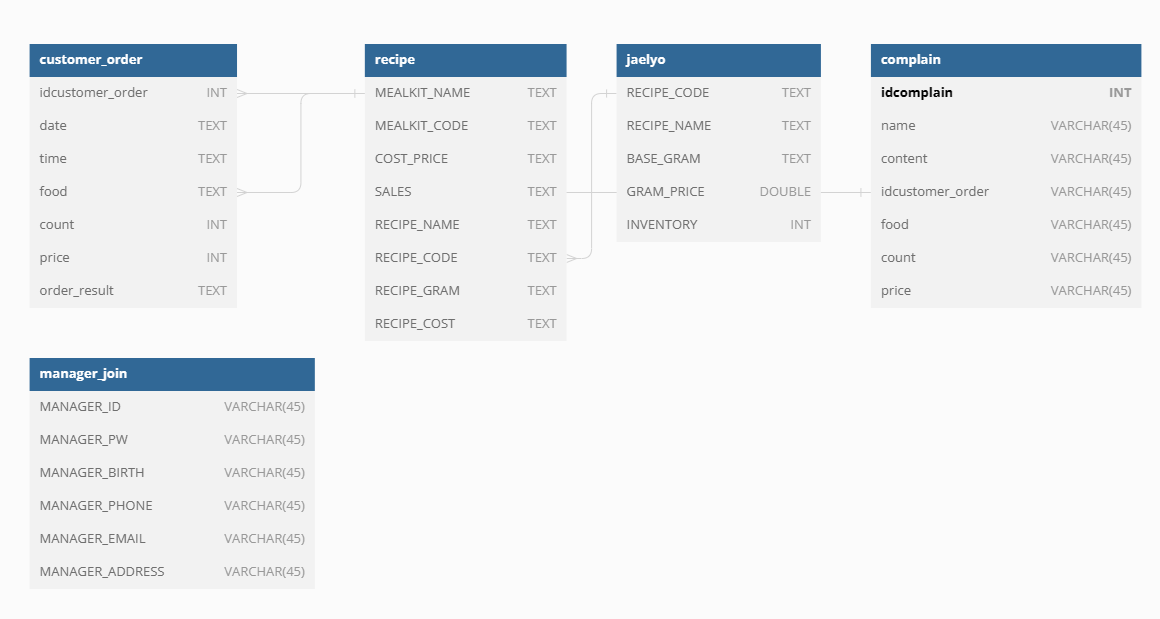 customer_order
idcustomer_order INT
date TEXT
time TEXT
food TEXT
count INT
price INT
order_result TEXT
recipe
MEALKIT_NAME TEXT
MEALKIT_CODE TEXT
COST_PRICE TEXT
SALES TEXT
RECIPE_NAME TEXT
RECIPE_CODE TEXT
RECIPE_GRAM TEXT
RECIPE_COST TEXT
jaelyo
RECIPE_CODE TEXT
RECIPE_NAME TEXT
BASE_GRAM TEXT
GRAM_PRICE DOUBLE
INVENTORY INT
complain
idcomplain INT
name VARCHAR(45)
content VARCHAR(45)
idcustomer_order VARCHAR(45)
food VARCHAR(45)
count VARCHAR(45)
price VARCHAR(45)
manager_join
MANAGER_ID VARCHAR(45)
MANAGER_PW VARCHAR(45)
MANAGER_BIRTH VARCHAR(45)
MANAGER_PHONE VARCHAR(45)
MANAGER_EMAIL VARCHAR(45)
MANAGER_ADDRESS VARCHAR(45)